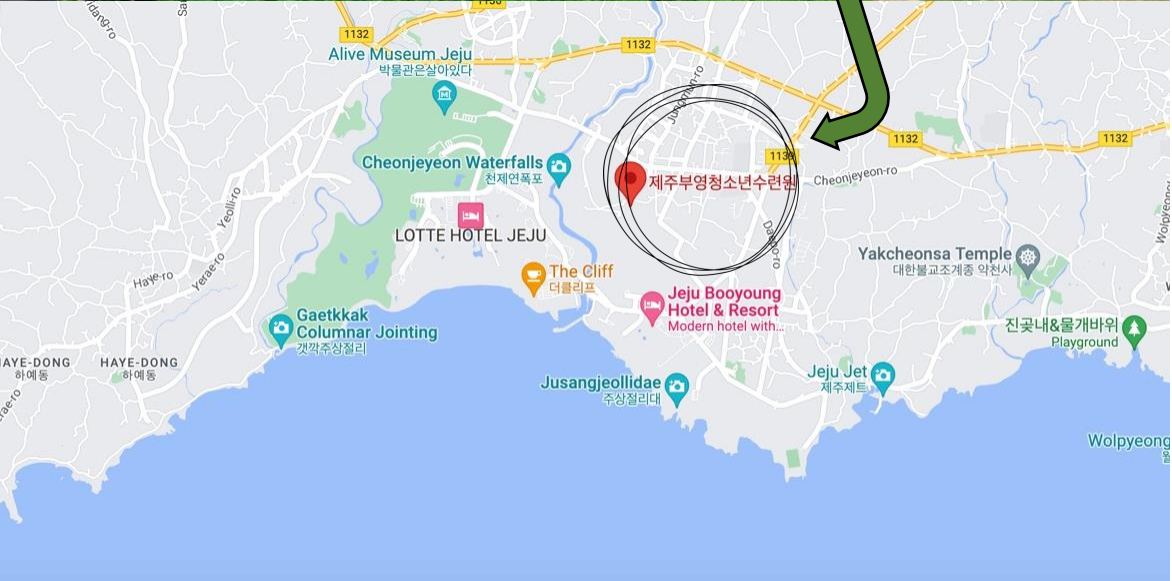 1132
Alive Museum Jeju
박물관은살아있다
1132
Jungmun-ro
1132
1132
1139
Cheonjeyeon Waterfalls
천제연폭포
제주부영청소년수련원
Cheonjeyeon-ro
LOTTE HOTEL JEJU
Yeolli-ro
Yerae-ro
Haye-ro
Daepo-ro
Yakcheonsa Temple
대한불교조계종 약천사
The Cliff
더클리프
Jeju Booyoung
Hotel & Resort
Modern hotel with...
Gaetkkak
Columnar Jointing
갯깍주상절리
진곶내&물개바위
Playground
HAYE-DONG
하예동
HAYE-DONG
하예동
Jusangjeollidae
주상절리대
Jeju Jet
제주제트
Wolpyeong